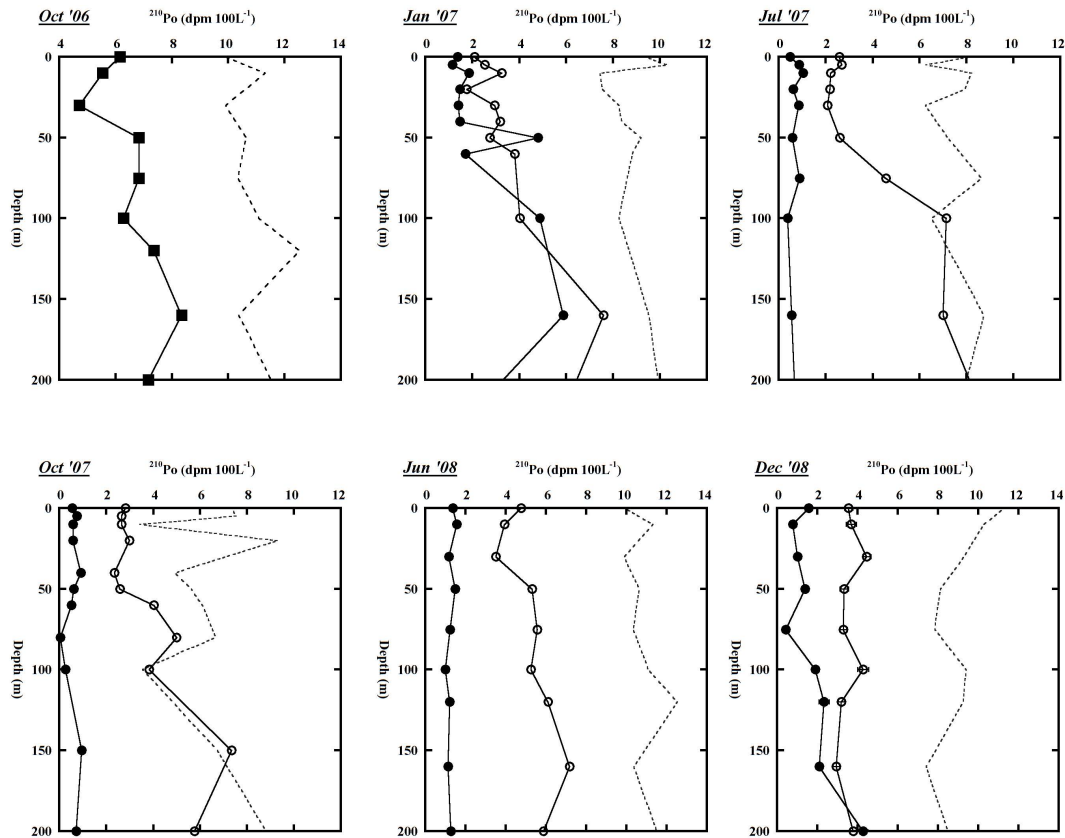 Oct '06 ²¹⁰Po (dpm 100L⁻¹)
4 6 8 10 12 14
0
50
100
150
200
Depth (m)
Jan '07 ²¹⁰Po (dpm 100L⁻¹)
0 2 4 6 8 10 12
0
50
100
150
200
Depth (m)
Jul '07 ²¹⁰Po (dpm 100L⁻¹)
0 2 4 6 8 10 12
0
50
100
150
200
Depth (m)
Oct '07 ²¹⁰Po (dpm 100L⁻¹)
0 2 4 6 8 10 12
0
50
100
150
200
Depth (m)
Jun '08 ²¹⁰Po (dpm 100L⁻¹)
0 2 4 6 8 10 12 14
0
50
100
150
200
Depth (m)
Dec '08 ²¹⁰Po (dpm 100L⁻¹)
0 2 4 6 8 10 12 14
0
50
100
150
200
Depth (m)